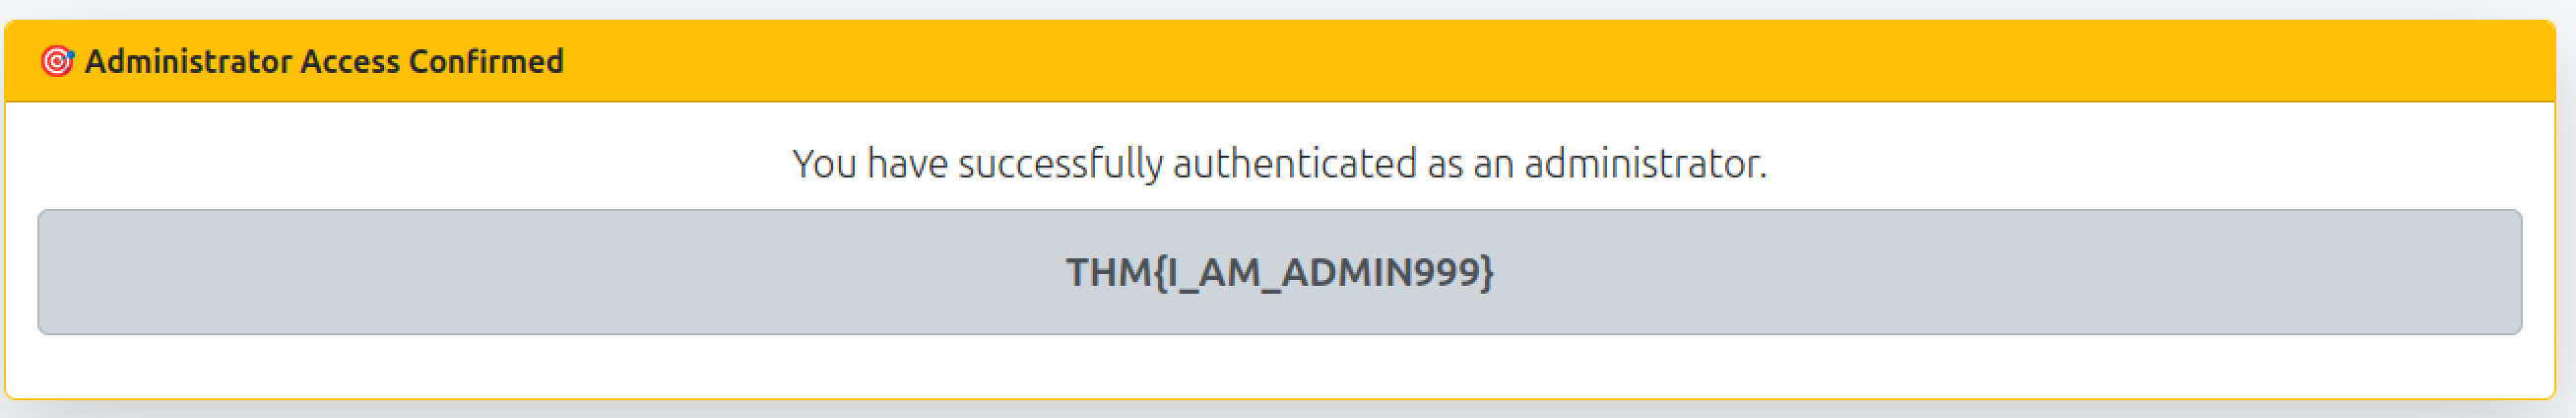 🎯 Administrator Access Confirmed
You have successfully authenticated as an administrator.
THM{I_AM_ADMIN999}